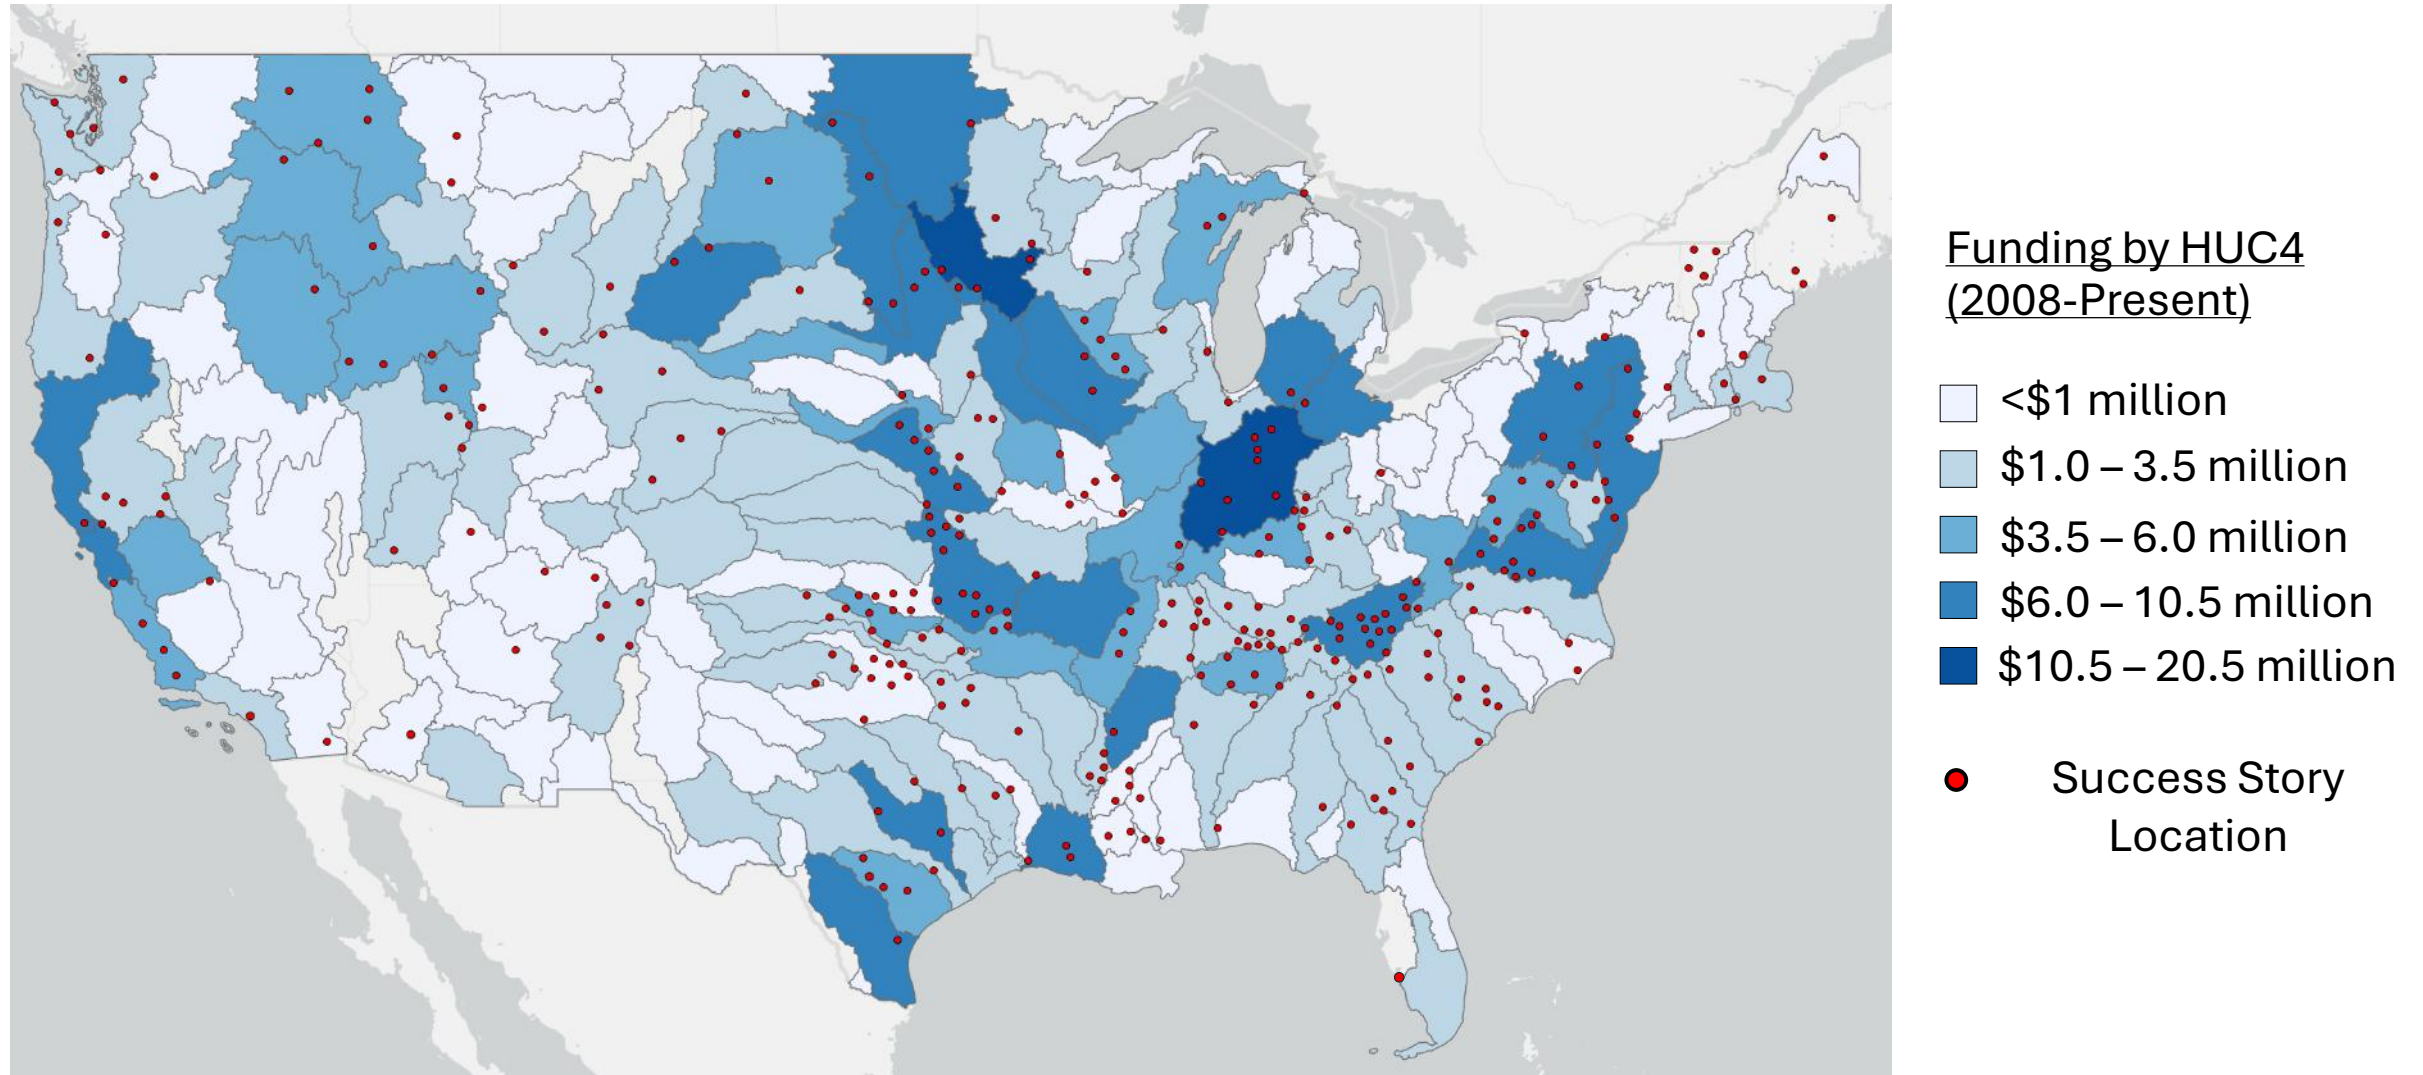 Funding by HUC4
(2008-Present)
<$1 million
$1.0 – 3.5 million
$3.5 – 6.0 million
$6.0 – 10.5 million
$10.5 – 20.5 million
Success Story
Location